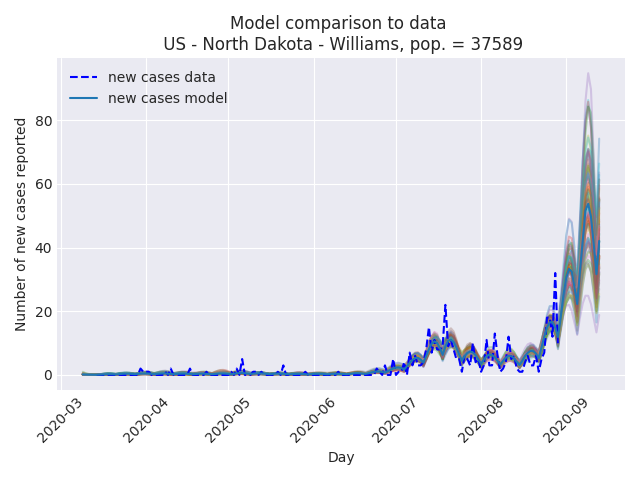 Model comparison to data
US - North Dakota - Williams, pop. = 37589
new cases data
new cases model
Number of new cases reported
80
60
40
20
0
2020-03
2020-04
2020-05
2020-06
2020-07
2020-08
2020-09
Day